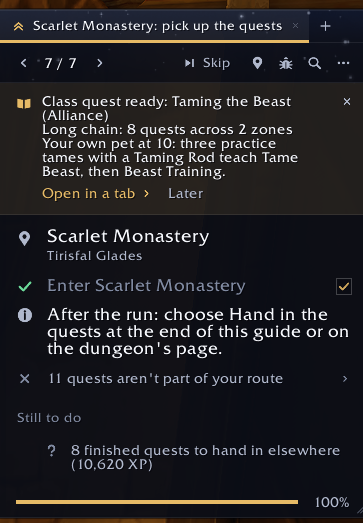 Scarlet Monastery: pick up the quests × +
7 / 7 Skip
Class quest ready: Taming the Beast
(Alliance)
Long chain: 8 quests across 2 zones
Your own pet at 10: three practice
tames with a Taming Rod teach Tame
Beast, then Beast Training.
Open in a tab › Later
Scarlet Monastery
Tirisfal Glades
Enter Scarlet Monastery
After the run: choose Hand in the
quests at the end of this guide or on
the dungeon's page.
11 quests aren't part of your route
Still to do
? 8 finished quests to hand in elsewhere
(10,620 XP)
100%